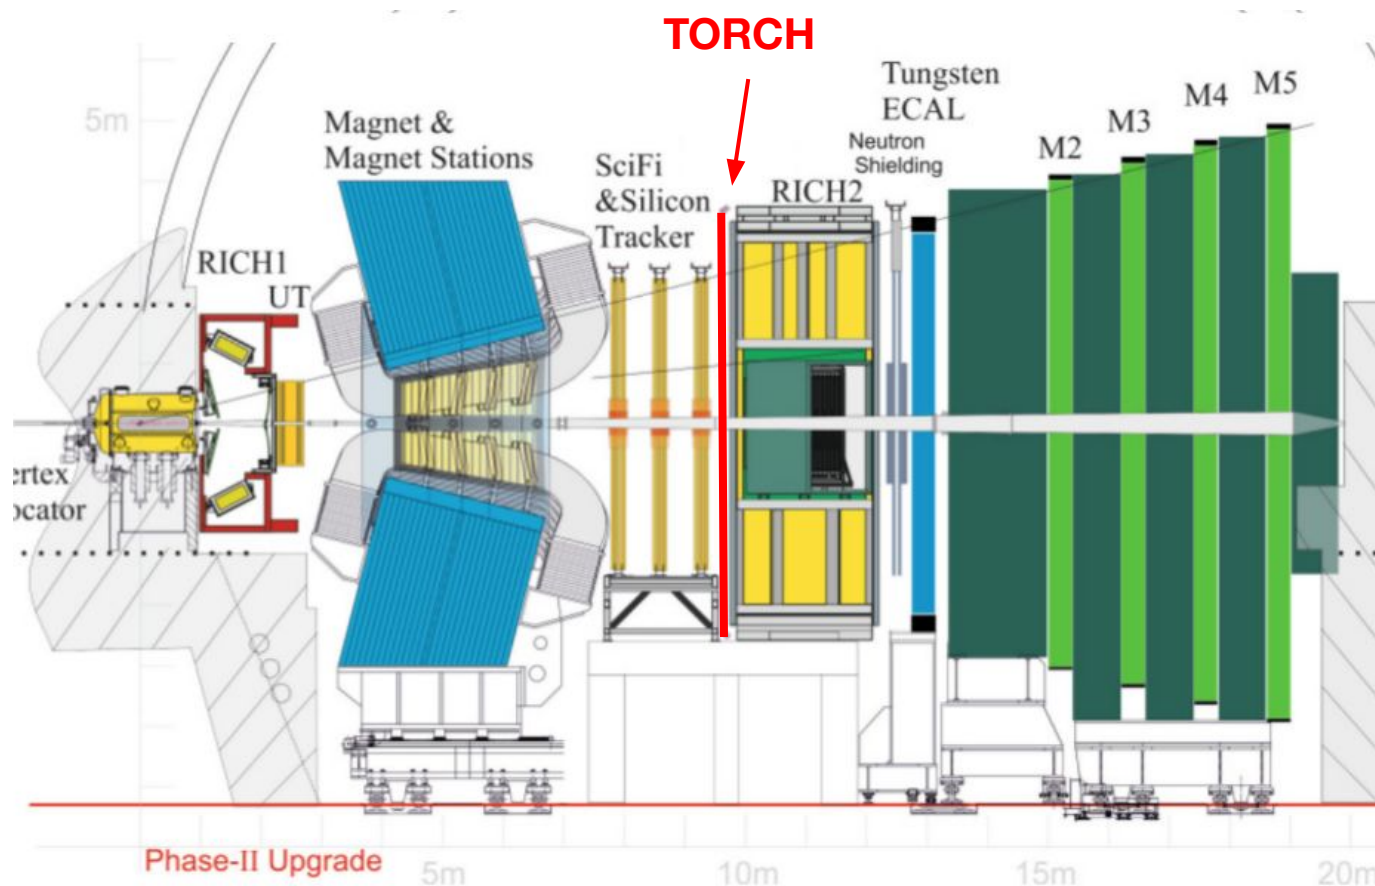 TORCH
5m
Magnet &
Magnet Stations
SciFi
&Silicon
Tracker
Tungsten
ECAL
Neutron
Shielding
RICH2
M2
M3
M4
M5
RICH1
UT
ertex
ocator
Phase-II Upgrade
5m
10m
15m
20m